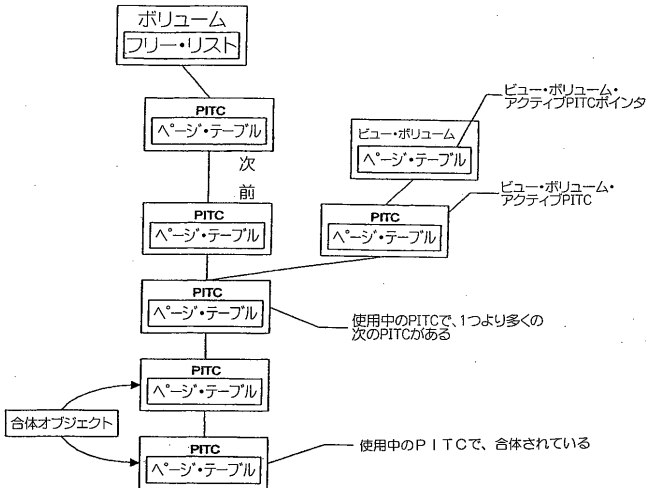 ボリューム
フリー・リスト
PITC
ページ・テーブル
次
前
PITC
ページ・テーブル
ビュー・ボリューム
ページ・テーブル
ビュー・ボリューム・
アクティブPITCポインタ
PITC
ページ・テーブル
ビュー・ボリューム・
アクティブPITC
PITC
ページ・テーブル
使用中のPITCで、1つより多くの
次のPITCがある
PITC
ページ・テーブル
合体オブジェクト
PITC
ページ・テーブル
使用中のPITCで、合体されている